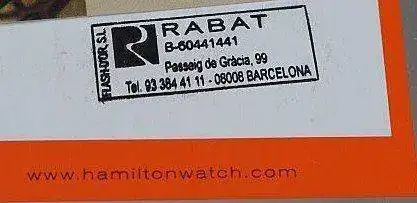 FLASH-D'OR, S.L.
RABAT
B-60441441
Passeig de Gràcia, 99
Tel. 93 384 41 11 - 08008 BARCELONA
www.hamiltonwatch.com